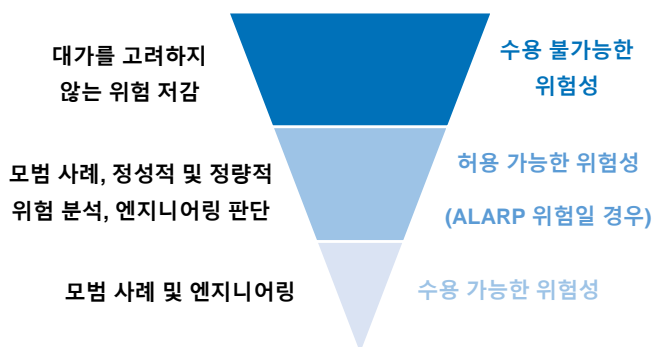 대가를 고려하지
않는 위험 저감
수용 불가능한
위험성
모범 사례, 정성적 및 정량적
위험 분석, 엔지니어링 판단
허용 가능한 위험성
(ALARP 위험일 경우)
모범 사례 및 엔지니어링
수용 가능한 위험성